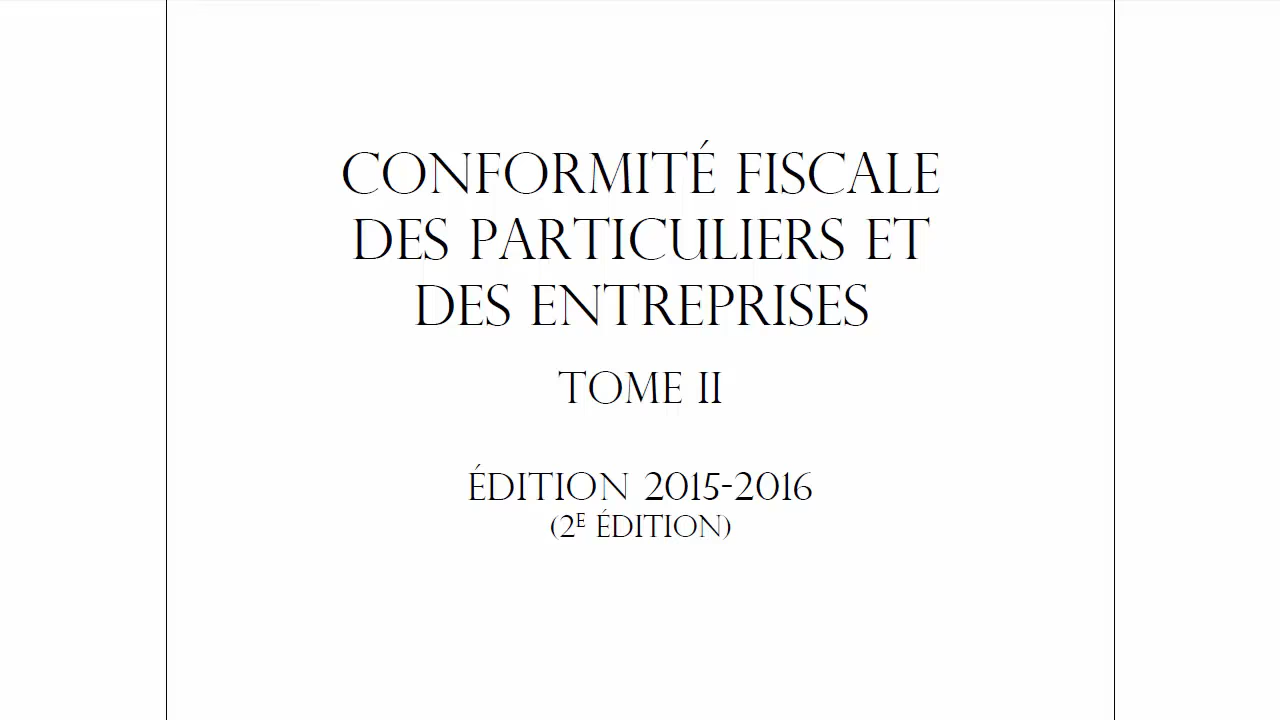 CONFORMITÉ FISCALE
DES PARTICULIERS ET
DES ENTREPRISES
TOME II
ÉDITION 2015-2016
(2E ÉDITION)